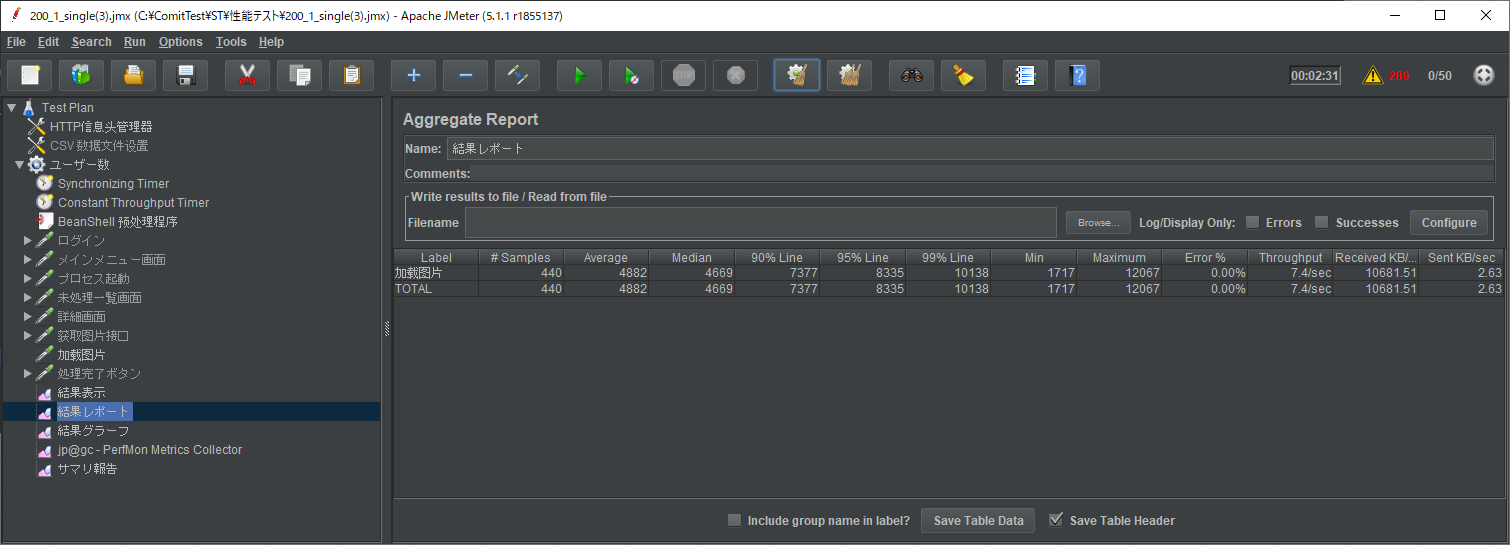 200_1_single(3).jmx (C:¥ComitTest¥ST¥性能テスト¥200_1_single(3).jmx) - Apache JMeter (5.1.1 r1855137)
File Edit Search Run Options Tools Help
STOP 00:02:31 289 0/50
Test Plan
HTTP信息头管理器
CSV 数据文件设置
ユーザー数
Synchronizing Timer
Constant Throughput Timer
BeanShell 预处理程序
ログイン
メインメニュー画面
プロセス起動
未処理一覧画面
詳細画面
获取图片接口
加载图片
処理完了ボタン
結果表示
結果レポート
結果グラーフ
jp@gc - PerfMon Metrics Collector
サマリ報告
Aggregate Report
Name: 結果レポート
Comments:
Write results to file / Read from file
Filename Browse... Log/Display Only: Errors Successes Configure
Label # Samples Average Median 90% Line 95% Line 99% Line Min Maximum Error % Throughput Received KB/... Sent KB/sec
加载图片 440 4882 4669 7377 8335 10138 1717 12067 0.00% 7.4/sec 10681.51 2.63
TOTAL 440 4882 4669 7377 8335 10138 1717 12067 0.00% 7.4/sec 10681.51 2.63
Include group name in label? Save Table Data Save Table Header